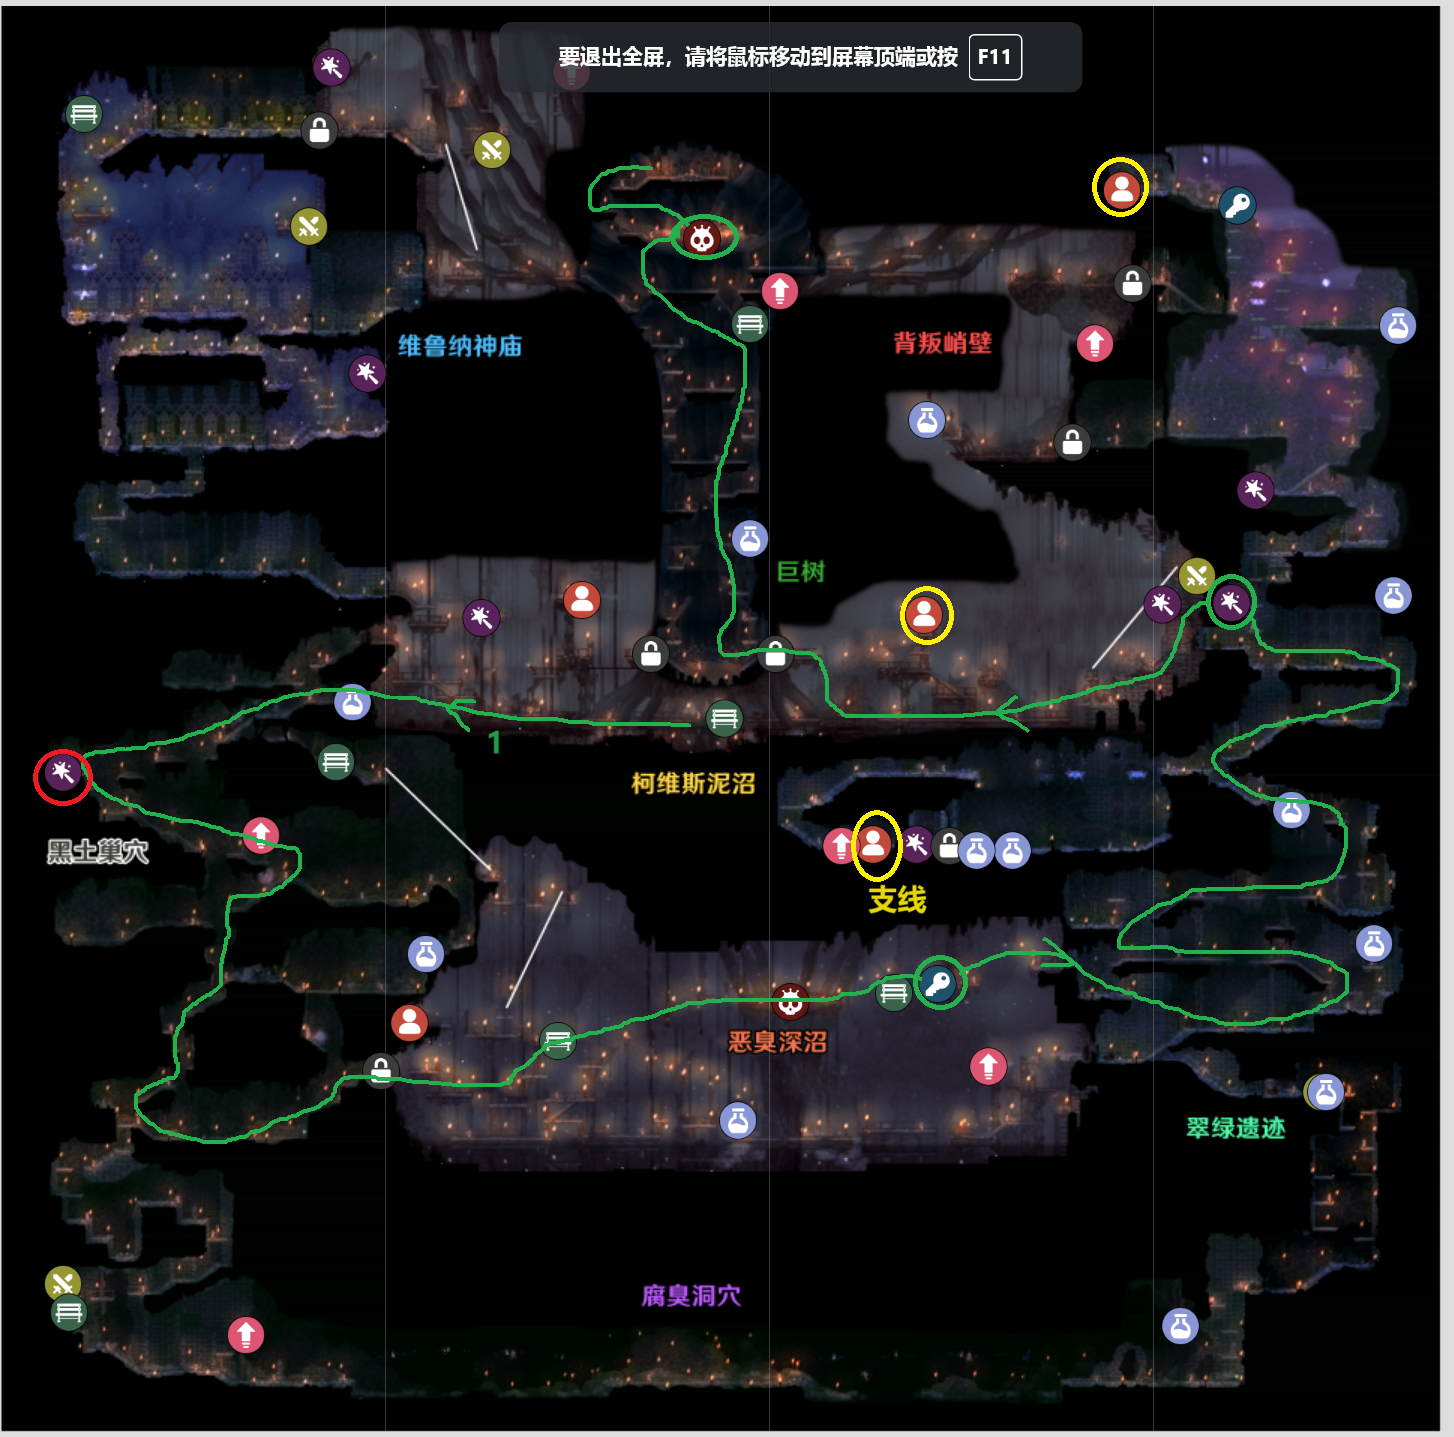 要退出全屏，请将鼠标移动到屏幕顶端或按 F11
维鲁纳神庙
背叛峭壁
巨树
1
柯维斯泥沼
黑土巢穴
支线
恶臭深沼
翠绿遗迹
腐臭洞穴